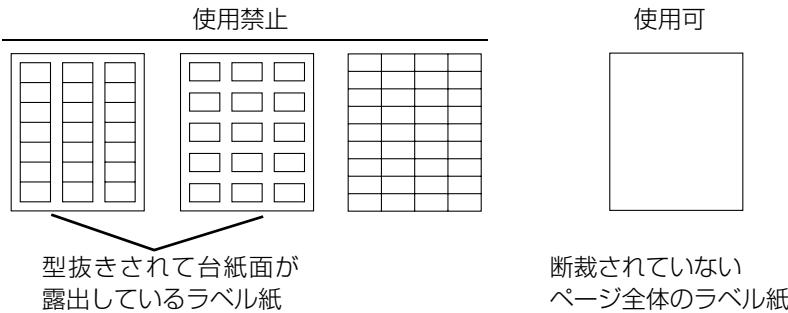 使用禁止
使用可
型抜きされて台紙面が
露出しているラベル紙
断裁されていない
ページ全体のラベル紙